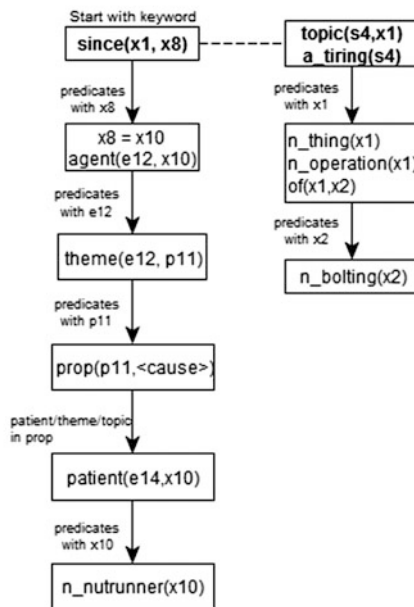 Start with keyword
since(x1, x8)
predicates
with x8
x8 = x10
agent(e12, x10)
predicates
with e12
theme(e12, p11)
predicates
with p11
prop(p11,<cause>)
patient/theme/topic
in prop
patient(e14,x10)
predicates
with x10
n_nutrunner(x10)
topic(s4,x1)
a_tiring(s4)
predicates
with x1
n_thing(x1)
n_operation(x1)
of(x1,x2)
predicates
with x2
n_bolting(x2)